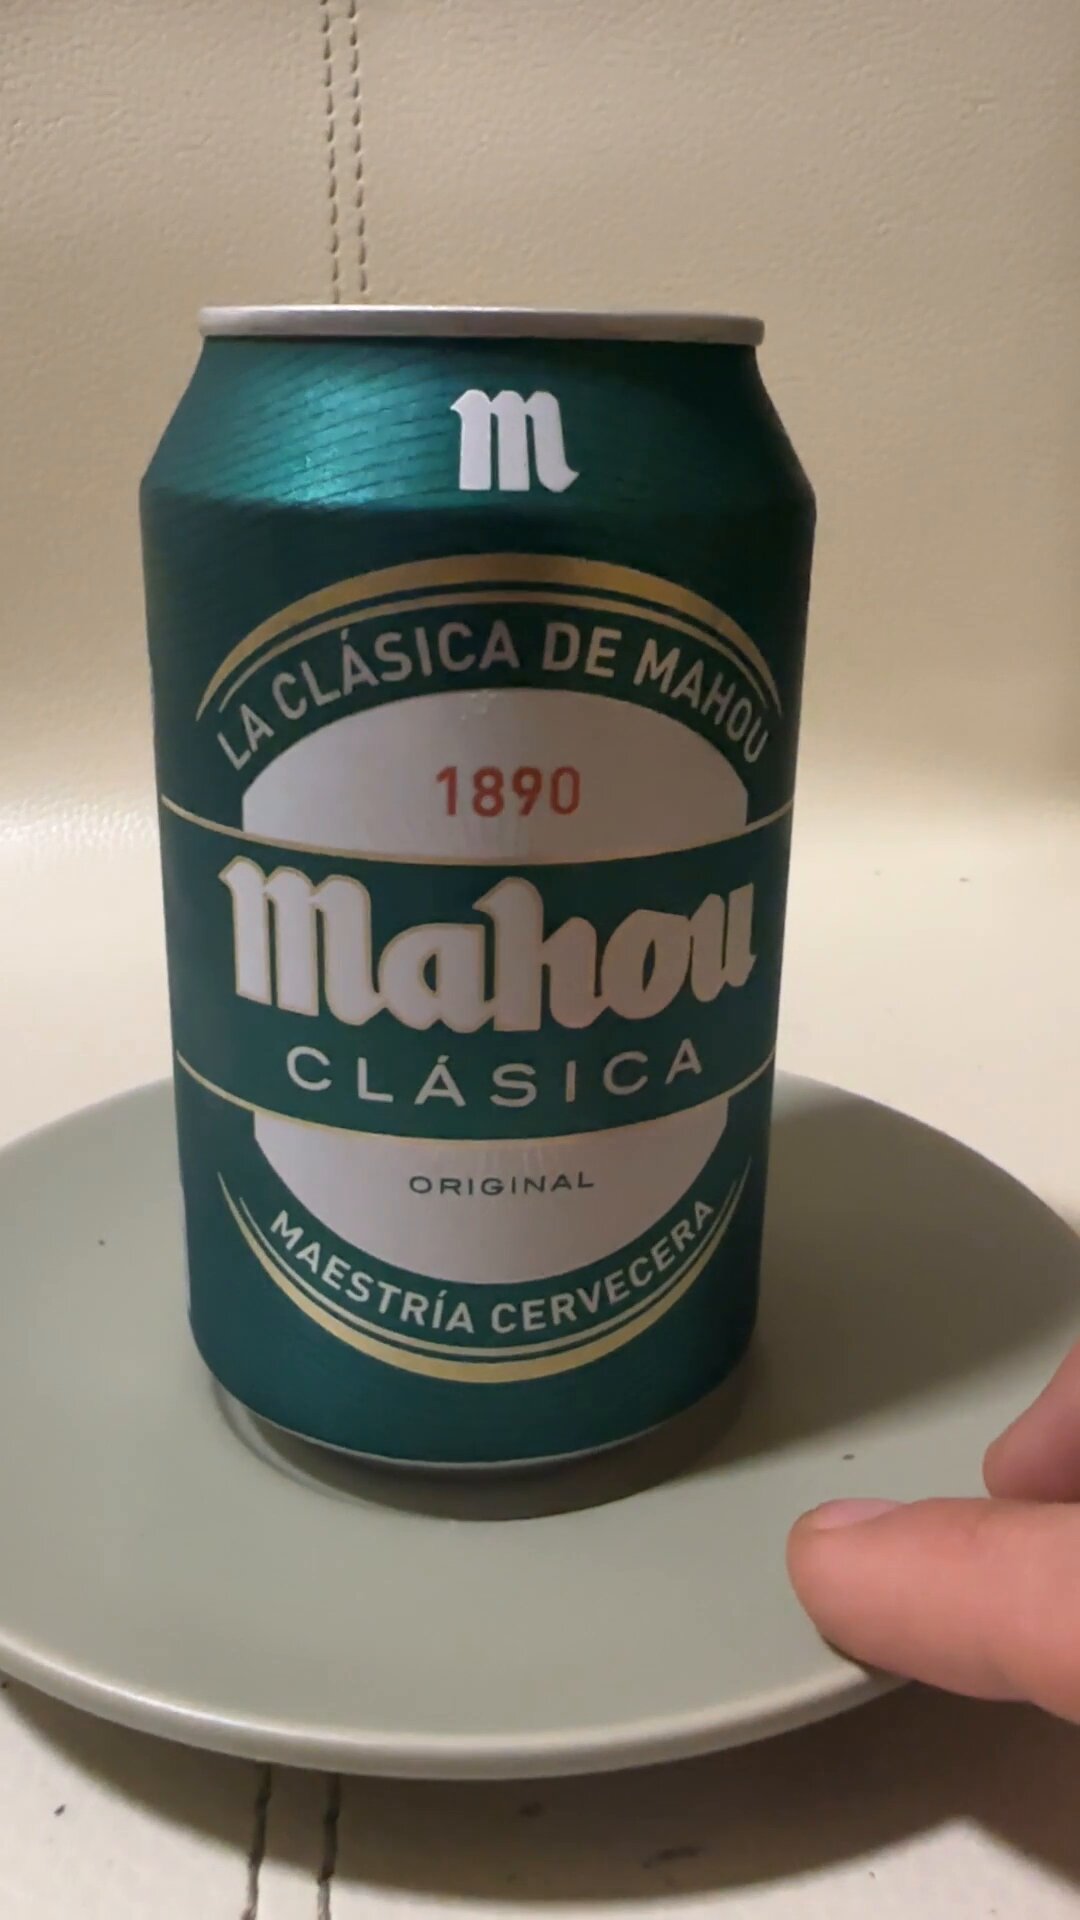 m
LA CLÁSICA DE MAHOU
1890
Mahou
CLÁSICA
ORIGINAL
MAESTRÍA CERVECERA